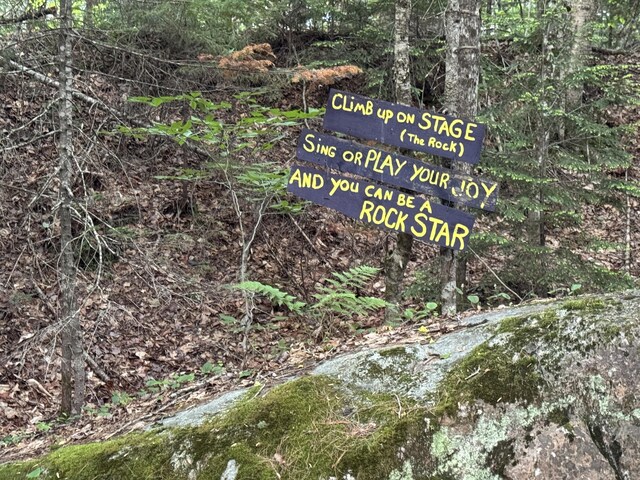 CLimB UP ON STAGE
(The Rock)
SiNG OR PLAY YOUR JOY
AND YOU CAN BE A
ROCK STAR